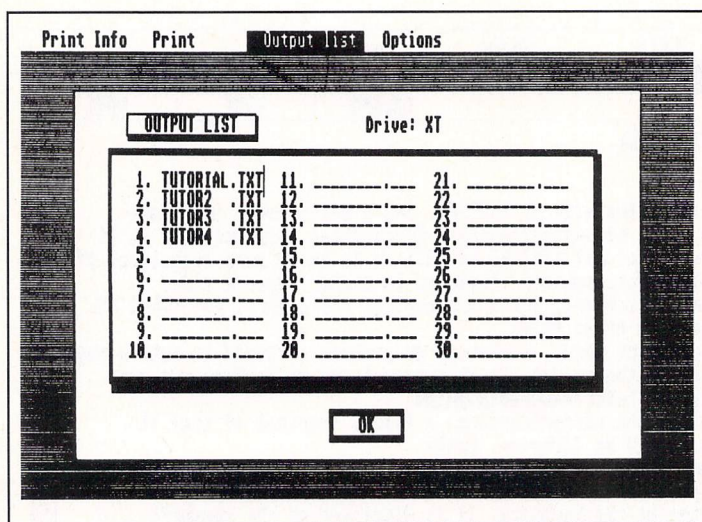 Print Info Print Output list Options
OUTPUT LIST Drive: XT
1. TUTORIAL.TXT 11. ________.___ 21. ________.___
2. TUTOR2 .TXT 12. ________.___ 22. ________.___
3. TUTOR3 .TXT 13. ________.___ 23. ________.___
4. TUTOR4 .TXT 14. ________.___ 24. ________.___
5. ________.___ 15. ________.___ 25. ________.___
6. ________.___ 16. ________.___ 26. ________.___
7. ________.___ 17. ________.___ 27. ________.___
8. ________.___ 18. ________.___ 28. ________.___
9. ________.___ 19. ________.___ 29. ________.___
10. ________.___ 20. ________.___ 30. ________.___
OK